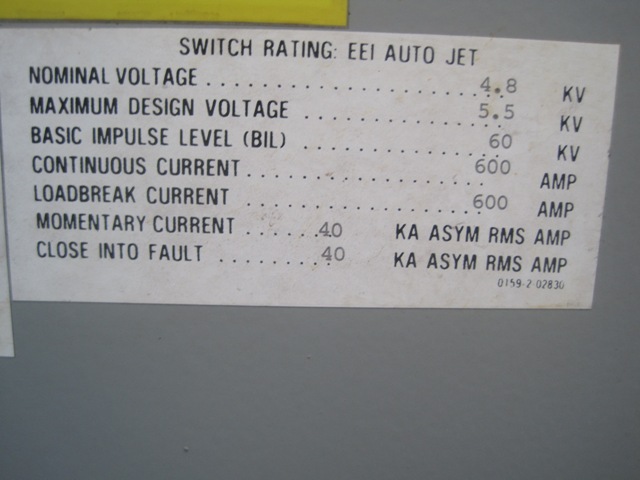 SWITCH RATING: EEI AUTO JET
NOMINAL VOLTAGE ........................ 4.8 KV
MAXIMUM DESIGN VOLTAGE ................. 5.5 KV
BASIC IMPULSE LEVEL (BIL) .............. 60 KV
CONTINUOUS CURRENT ..................... 600 AMP
LOADBREAK CURRENT ...................... 600 AMP
MOMENTARY CURRENT ....... 40 KA ASYM RMS AMP
CLOSE INTO FAULT ......... 40 KA ASYM RMS AMP
0159-2-02830